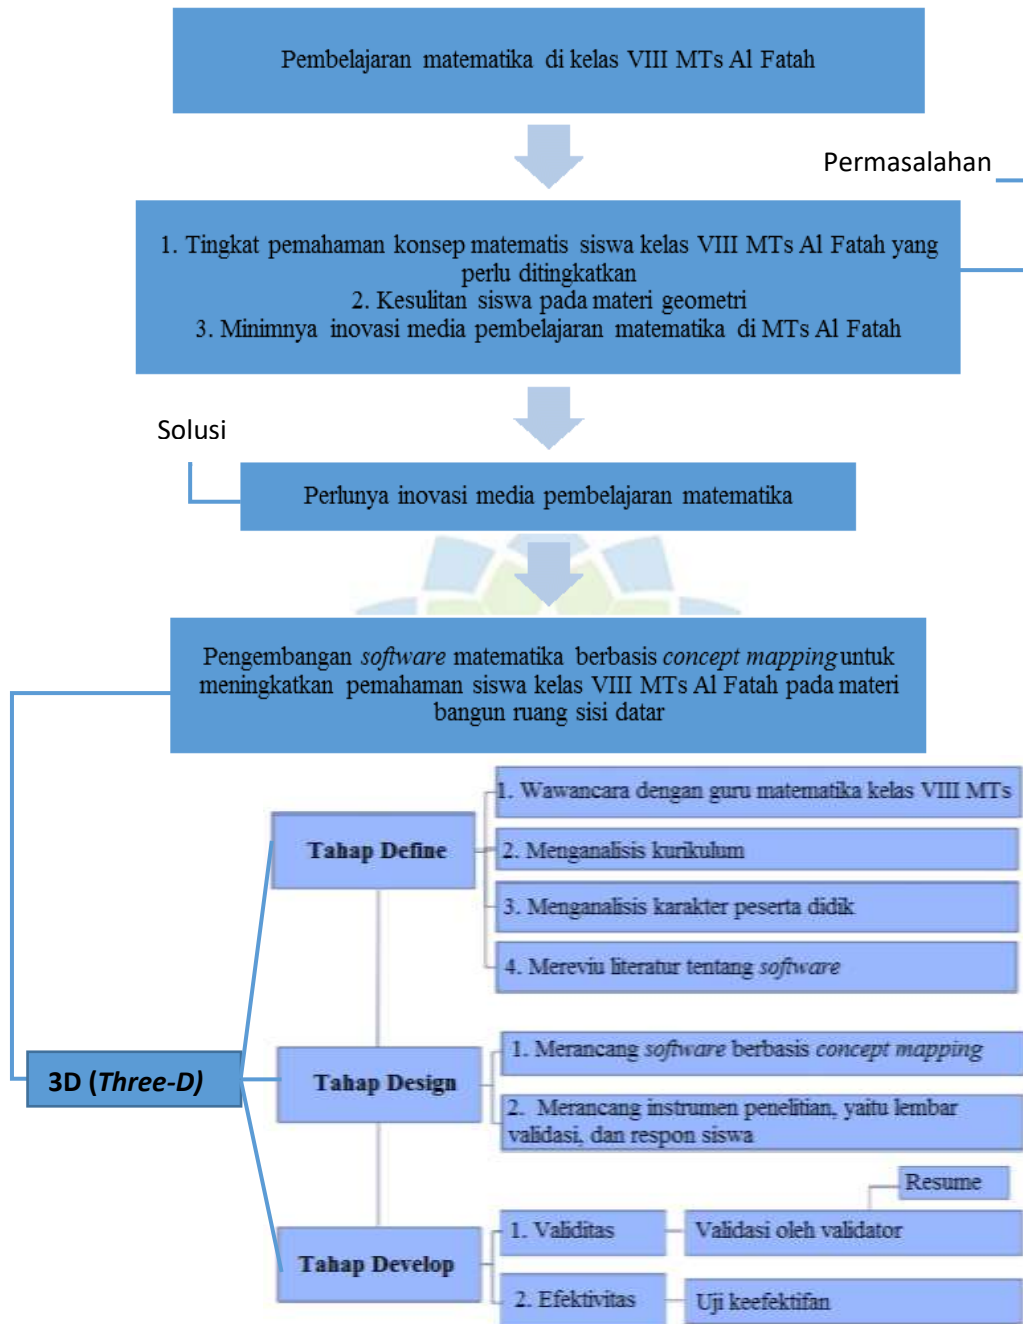 Pembelajaran matematika di kelas VIII MTs Al Fatah
Permasalahan
1. Tingkat pemahaman konsep matematis siswa kelas VIII MTs Al Fatah yang
perlu ditingkatkan
2. Kesulitan siswa pada materi geometri
3. Minimnya inovasi media pembelajaran matematika di MTs Al Fatah
Solusi
Perlunya inovasi media pembelajaran matematika
Pengembangan software matematika berbasis concept mapping untuk
meningkatkan pemahaman siswa kelas VIII MTs Al Fatah pada materi
bangun ruang sisi datar
3D (Three-D)
Tahap Define
1. Wawancara dengan guru matematika kelas VIII MTs
2. Menganalisis kurikulum
3. Menganalisis karakter peserta didik
4. Mereviu literatur tentang software
Tahap Design
1. Merancang software berbasis concept mapping
2. Merancang instrumen penelitian, yaitu lembar
validasi, dan respon siswa
Tahap Develop
1. Validitas
Validasi oleh validator
Resume
2. Efektivitas
Uji keefektifan